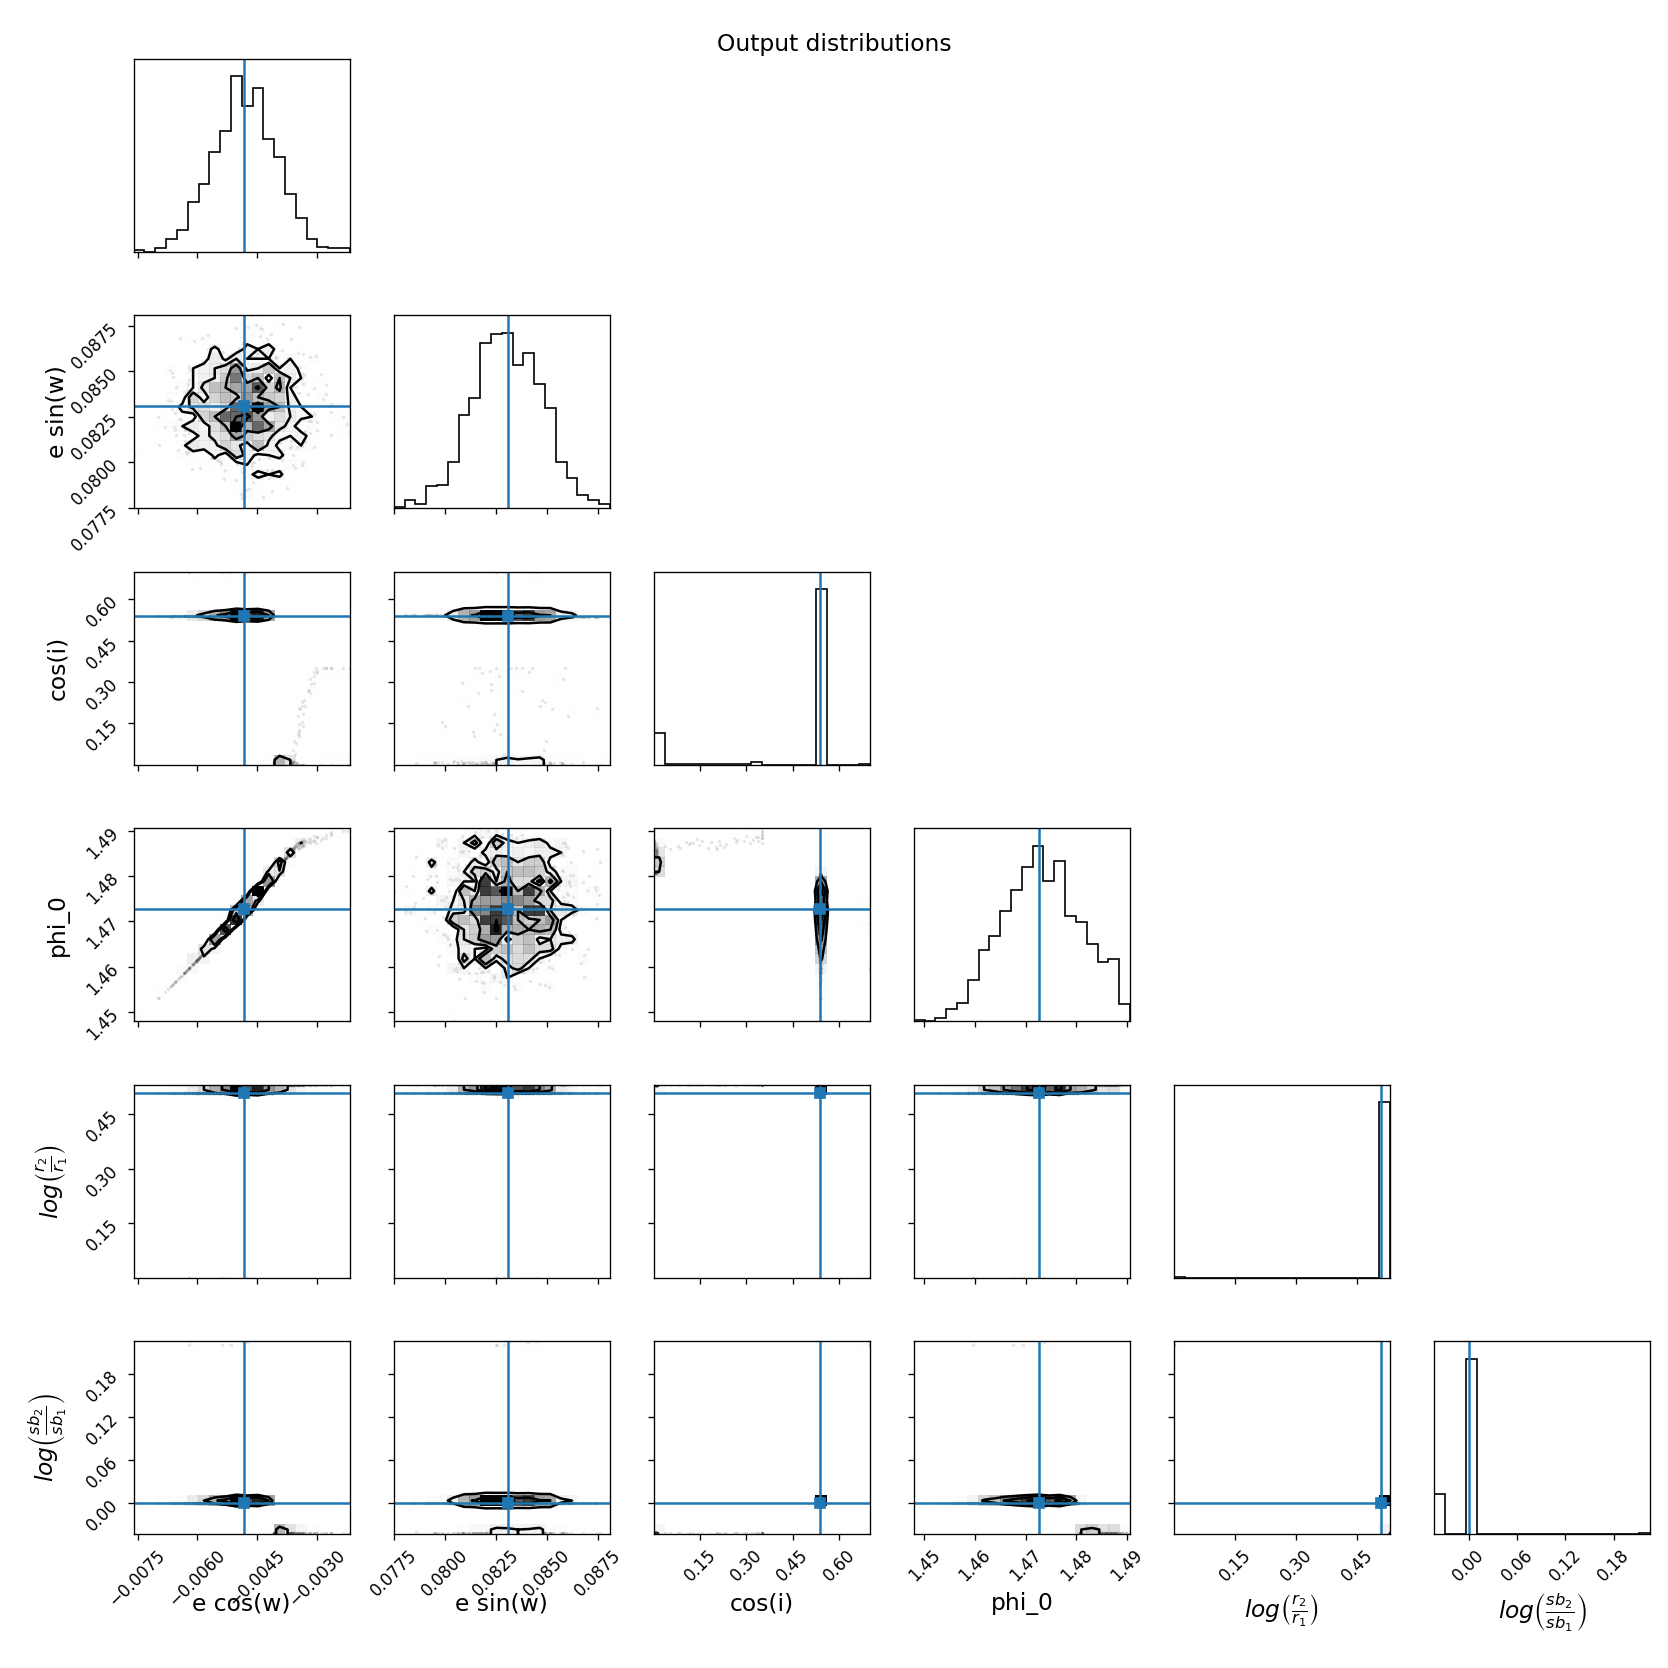 Output distributions
e sin(w)
0.0875
0.0850
0.0825
0.0800
0.0775
cos(i)
0.60
0.45
0.30
0.15
phi_0
1.49
1.48
1.47
1.46
1.45
log(r₂/r₁)
0.45
0.30
0.15
log(sb₂/sb₁)
0.18
0.12
0.06
0.00
−0.0075 −0.0060 −0.0045 −0.0030 0.0775 0.0800 0.0825 0.0850 0.0875 0.15 0.30 0.45 0.60 1.45 1.46 1.47 1.48 1.49 0.15 0.30 0.45 0.00 0.06 0.12 0.18
e cos(w) e sin(w) cos(i) phi_0 log(r₂/r₁) log(sb₂/sb₁)